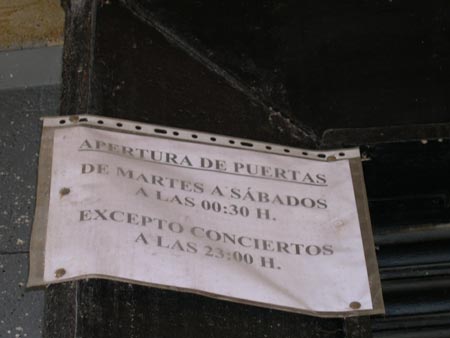 APERTURA DE PUERTAS
DE MARTES A SÁBADOS
A LAS 00:30 H.
EXCEPTO CONCIERTOS
A LAS 23:00 H.